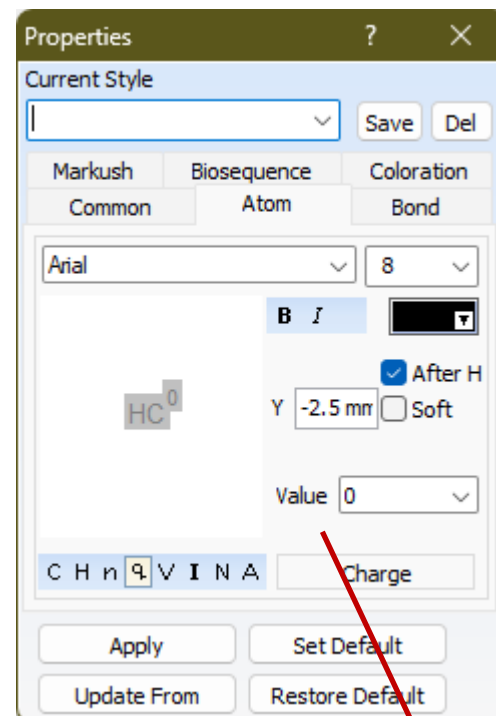 Properties ? ×
Current Style
Save Del
Markush Biosequence Coloration
Common Atom Bond
Arial 8
B I
After H
HC0 Y -2.5 mm Soft
Value 0
C H n q V I N A Charge
Apply Set Default
Update From Restore Default